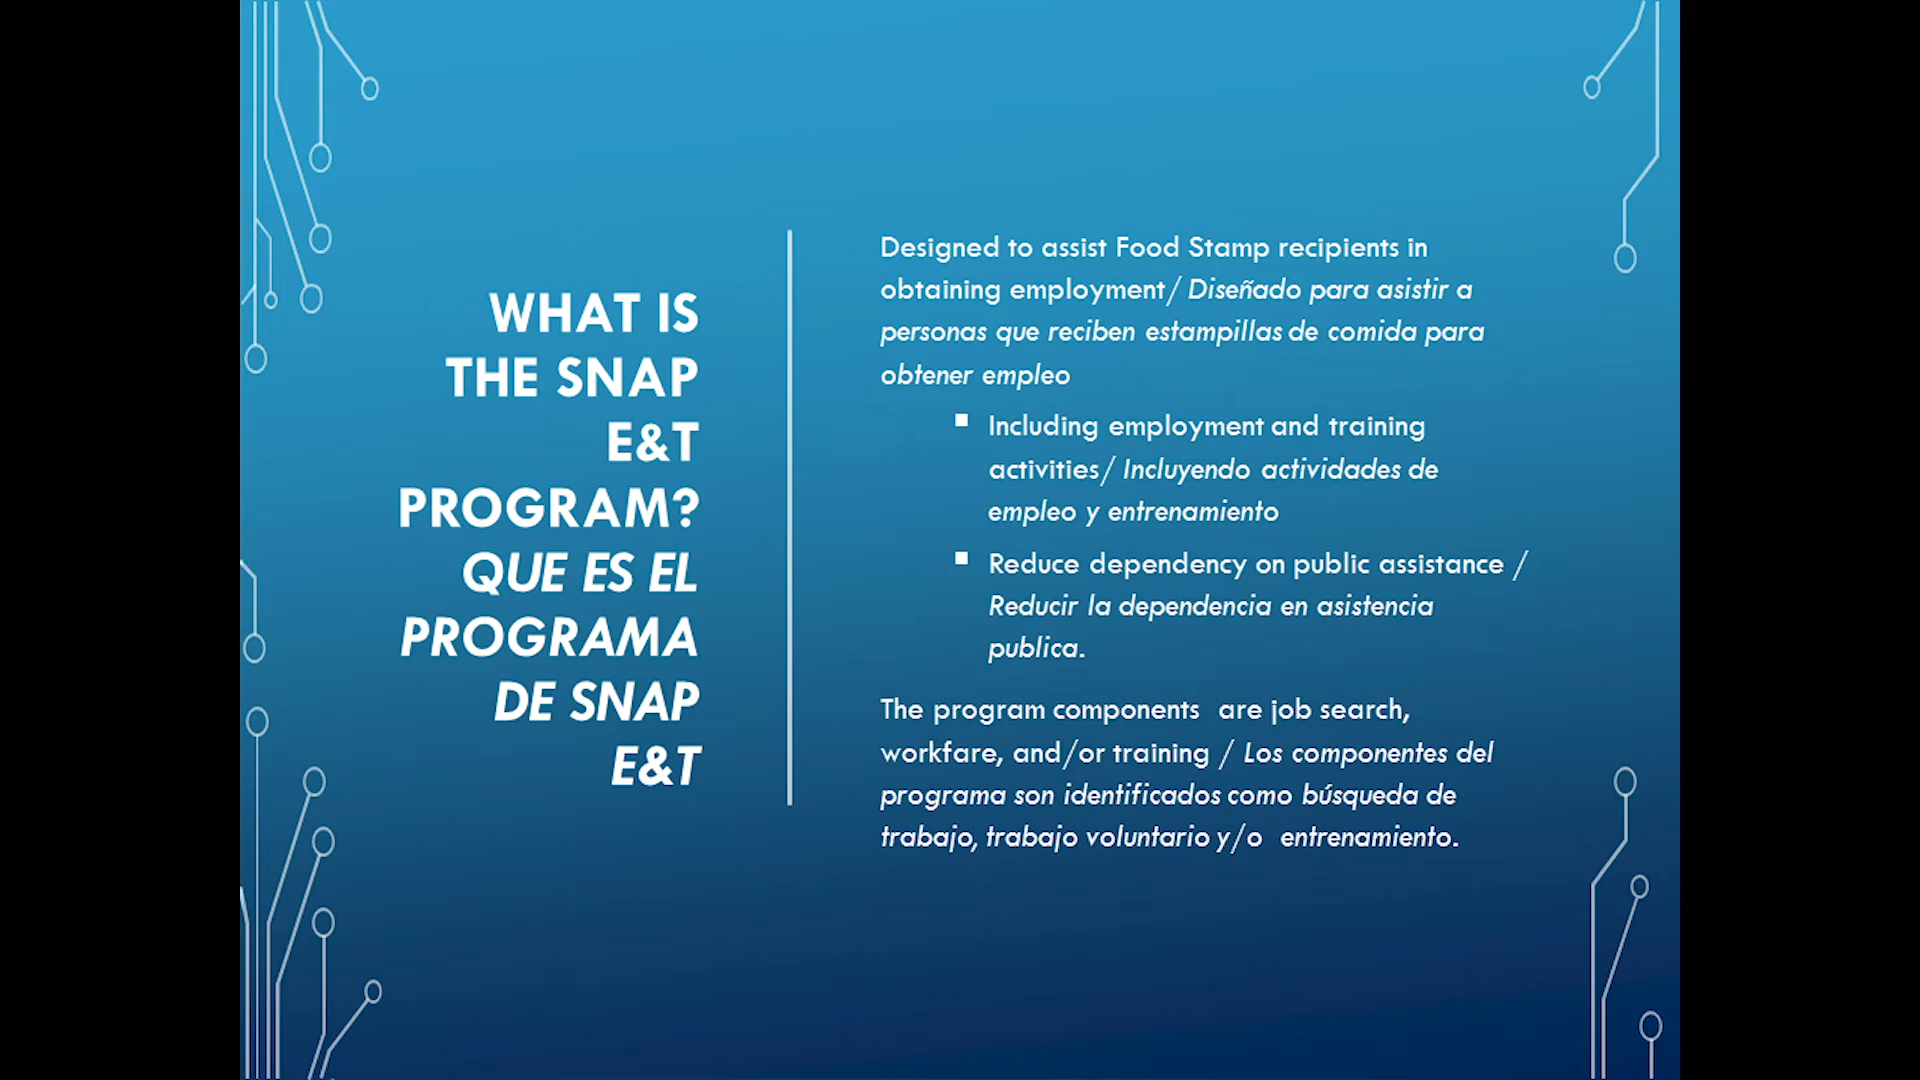 WHAT IS
THE SNAP
E&T
PROGRAM?
QUE ES EL
PROGRAMA
DE SNAP
E&T
Designed to assist Food Stamp recipients in
obtaining employment/ Diseñado para asistir a
personas que reciben estampillas de comida para
obtener empleo
▪ Including employment and training
activities/ Incluyendo actividades de
empleo y entrenamiento
▪ Reduce dependency on public assistance /
Reducir la dependencia en asistencia
publica.
The program components are job search,
workfare, and/or training / Los componentes del
programa son identificados como búsqueda de
trabajo, trabajo voluntario y/o entrenamiento.